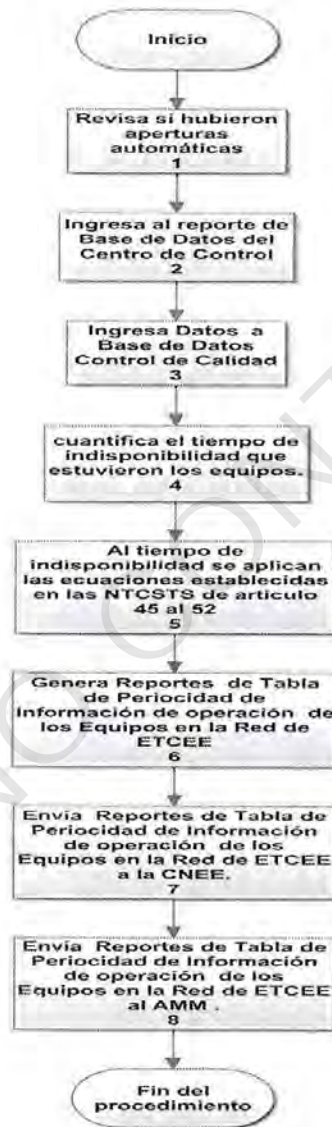 Inicio
Revisa si hubieron
aperturas
automáticas
1
Ingresa al reporte de
Base de Datos del
Centro de Control
2
Ingresa Datos a
Base de Datos
Control de Calidad
3
cuantifica el tiempo de
indisponibilidad que
estuvieron los equipos.
4
Al tiempo de
indisponibilidad se aplican
las ecuaciones establecidas
en las NTCSTS de articulo
45 al 52
5
Genera Reportes de Tabla
de Periocidad de
Información de operación de
los Equipos en la Red de
ETCEE
6
Envía Reportes de Tabla de
Periocidad de Información
de operación de los
Equipos en la Red de ETCEE
a la CNEE.
7
Envía Reportes de Tabla de
Periocidad de Información
de operación de los
Equipos en la Red de ETCEE
al AMM .
8
Fin del
procedimiento